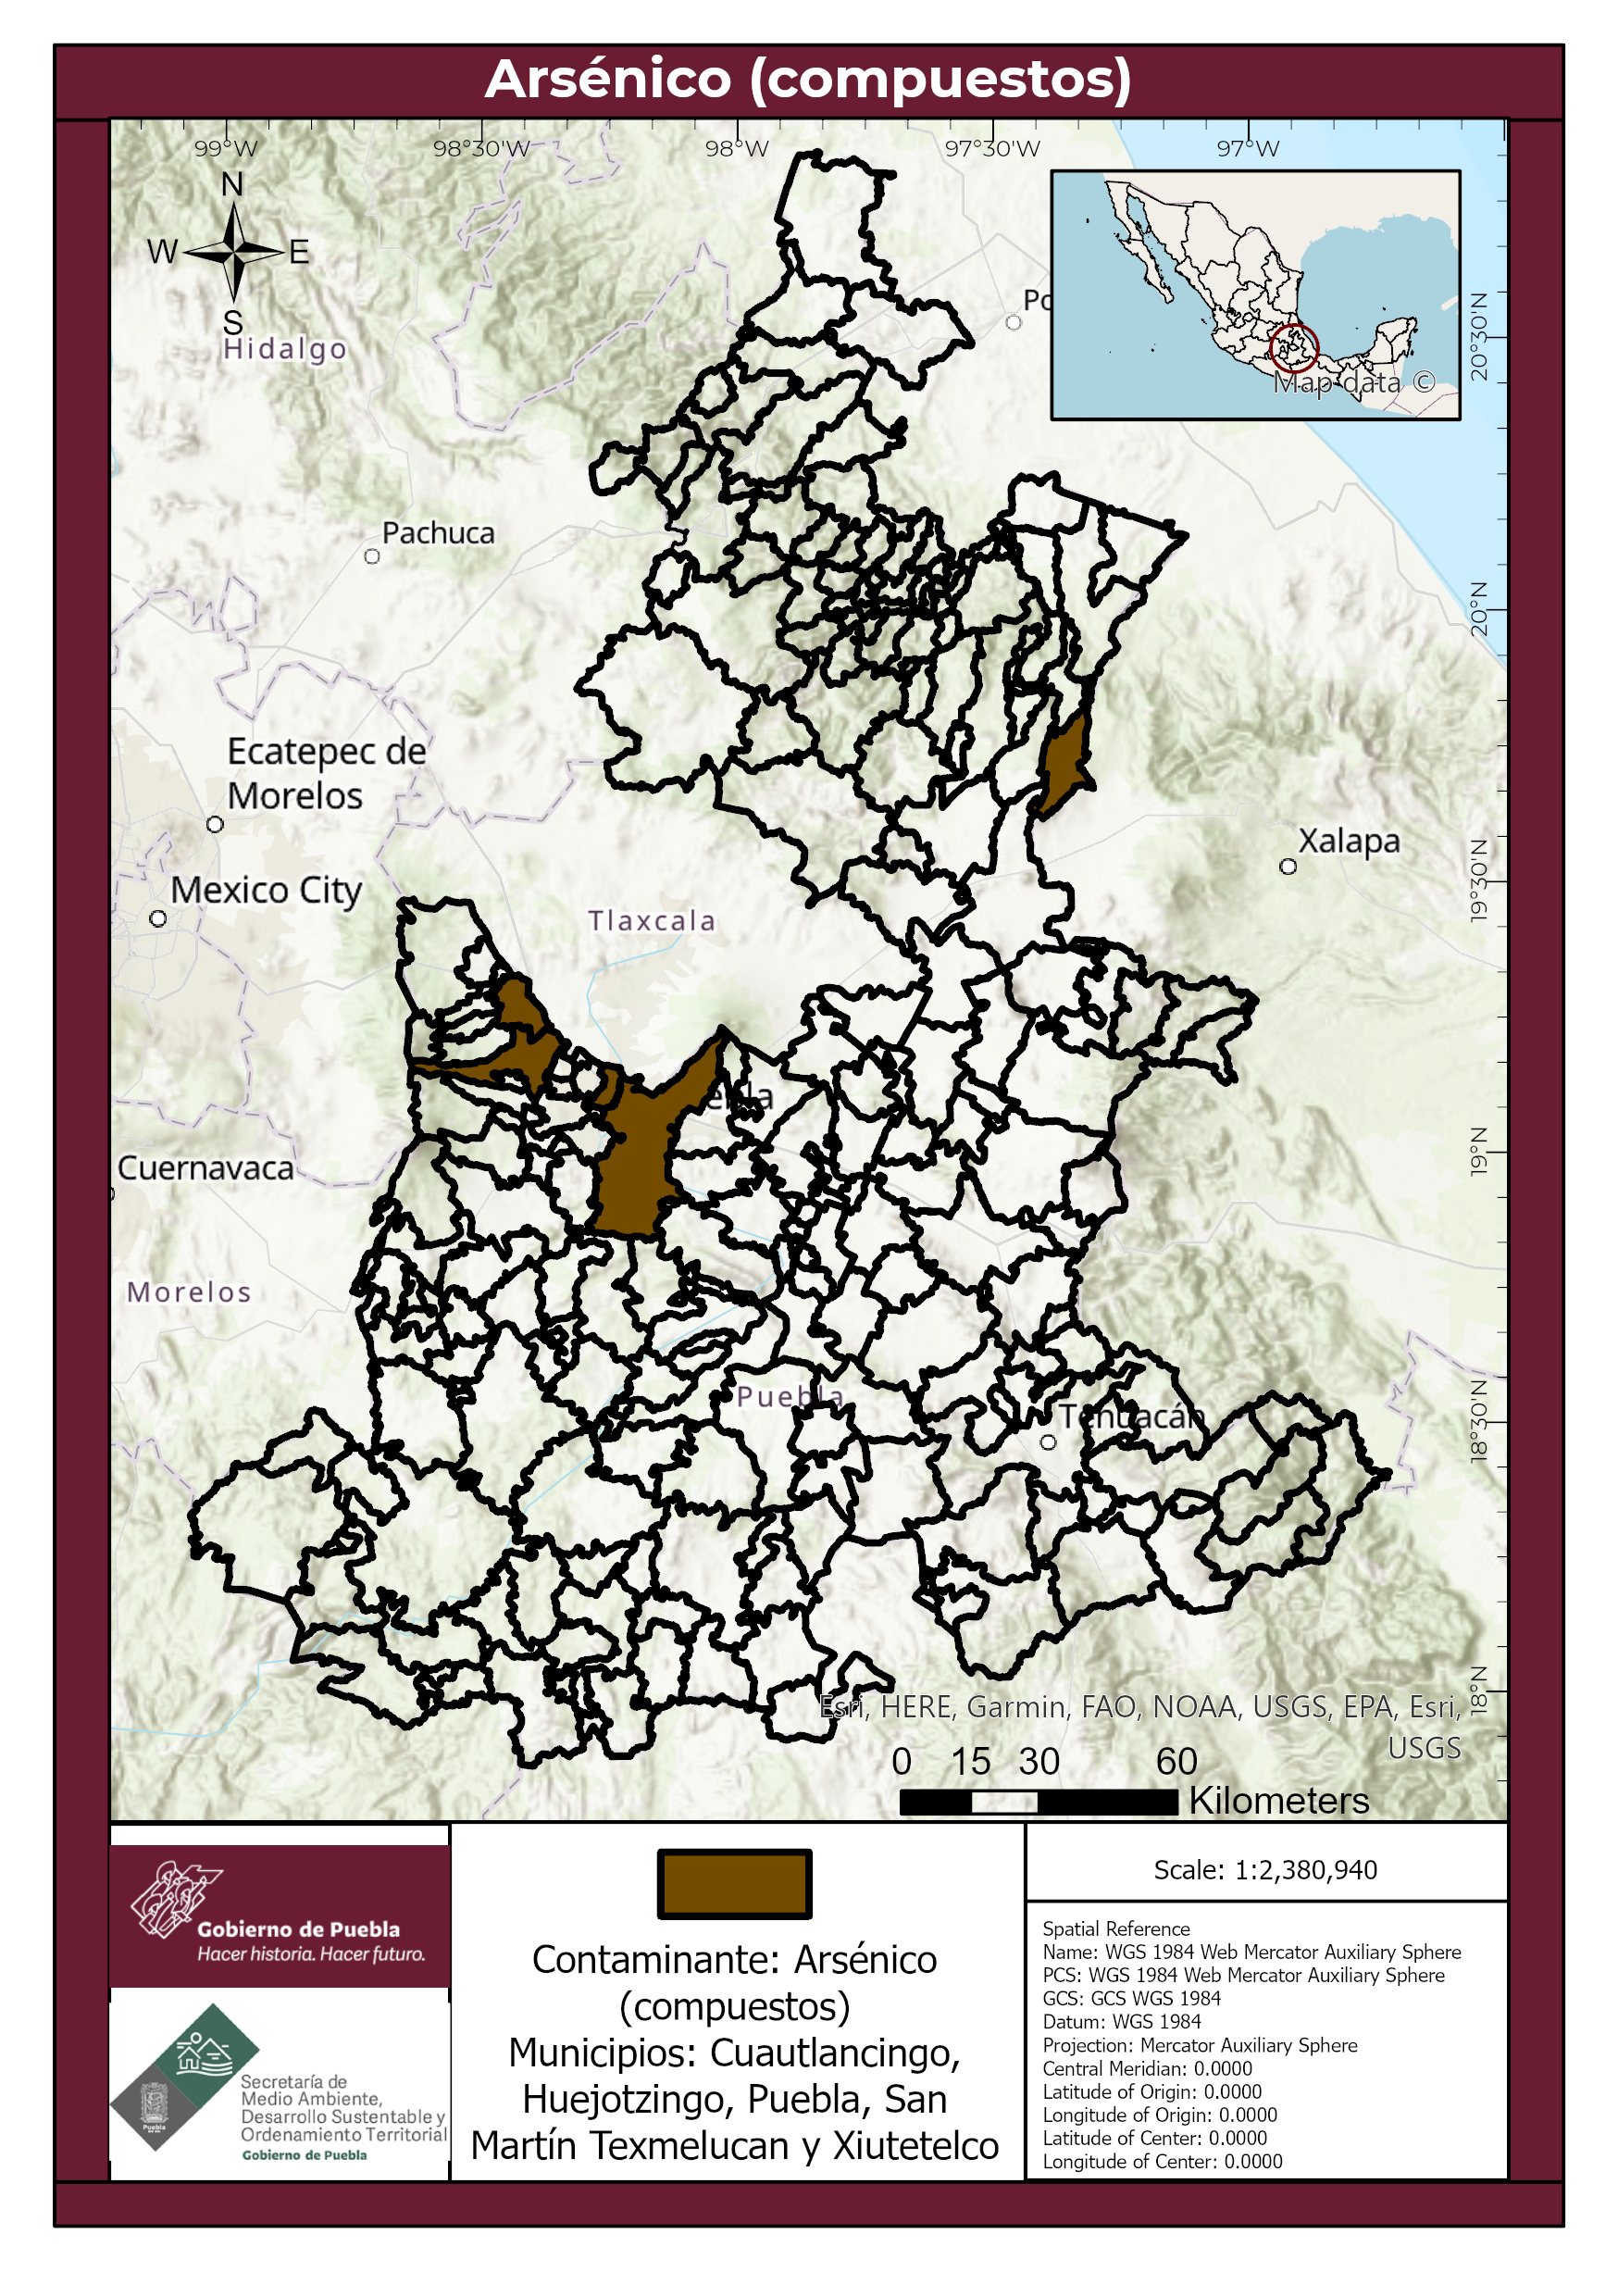 Arsénico (compuestos)
99°W
98°30'W
98°W
97°30'W
97°W
N
W
E
S
Hidalgo
Po
Map data ©
20°30'N
Pachuca
20°N
Ecatepec de
Morelos
Xalapa
Mexico City
19°30'N
Tlaxcala
ebla
Cuernavaca
19°N
Morelos
Puebla
Tehuacán
18°30'N
18°N
Esri, HERE, Garmin, FAO, NOAA, USGS, EPA, Esri,
USGS
0 15 30 60
Kilometers
Gobierno de Puebla
Hacer historia. Hacer futuro.
Secretaría de
Medio Ambiente,
Desarrollo Sustentable y
Ordenamiento Territorial
Gobierno de Puebla
Puebla
Contaminante: Arsénico
(compuestos)
Municipios: Cuautlancingo,
Huejotzingo, Puebla, San
Martín Texmelucan y Xiutetelco
Scale: 1:2,380,940
Spatial Reference
Name: WGS 1984 Web Mercator Auxiliary Sphere
PCS: WGS 1984 Web Mercator Auxiliary Sphere
GCS: GCS WGS 1984
Datum: WGS 1984
Projection: Mercator Auxiliary Sphere
Central Meridian: 0.0000
Latitude of Origin: 0.0000
Longitude of Origin: 0.0000
Latitude of Center: 0.0000
Longitude of Center: 0.0000